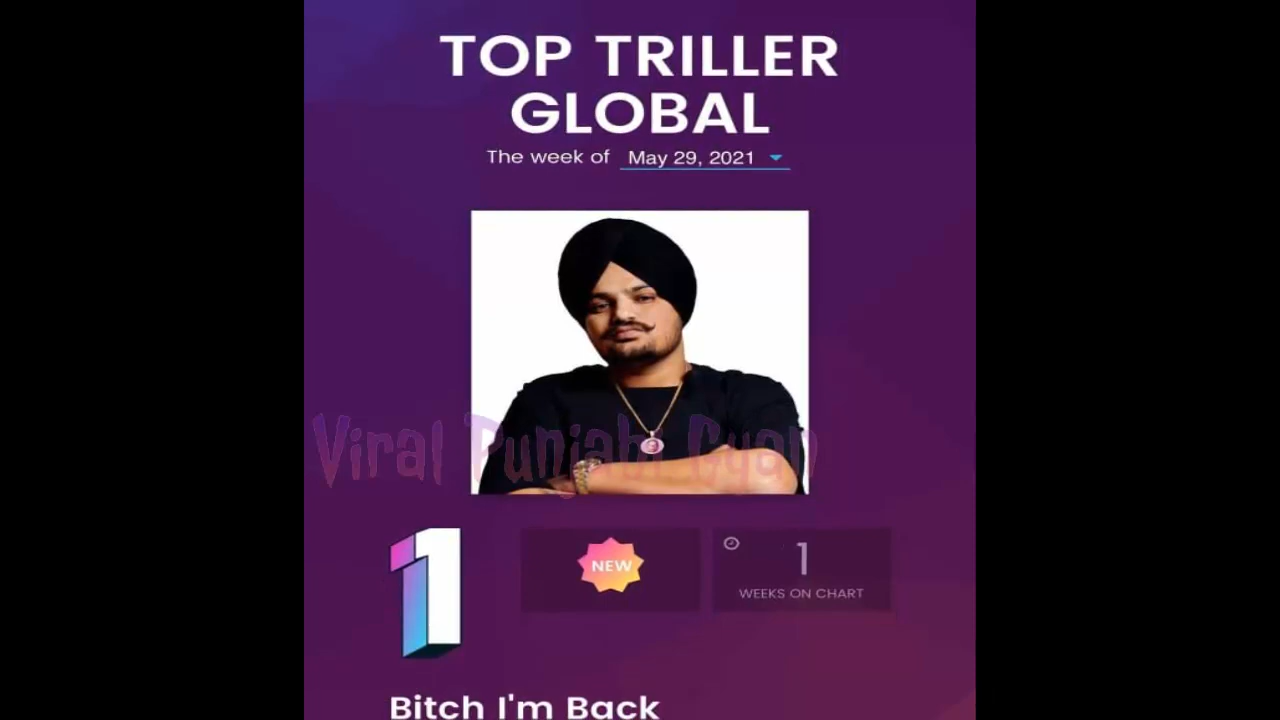 TOP TRILLER
GLOBAL
The week of May 29, 2021
Viral Punjabi Gyan
1
NEW
1
WEEKS ON CHART
Bitch I'm Back